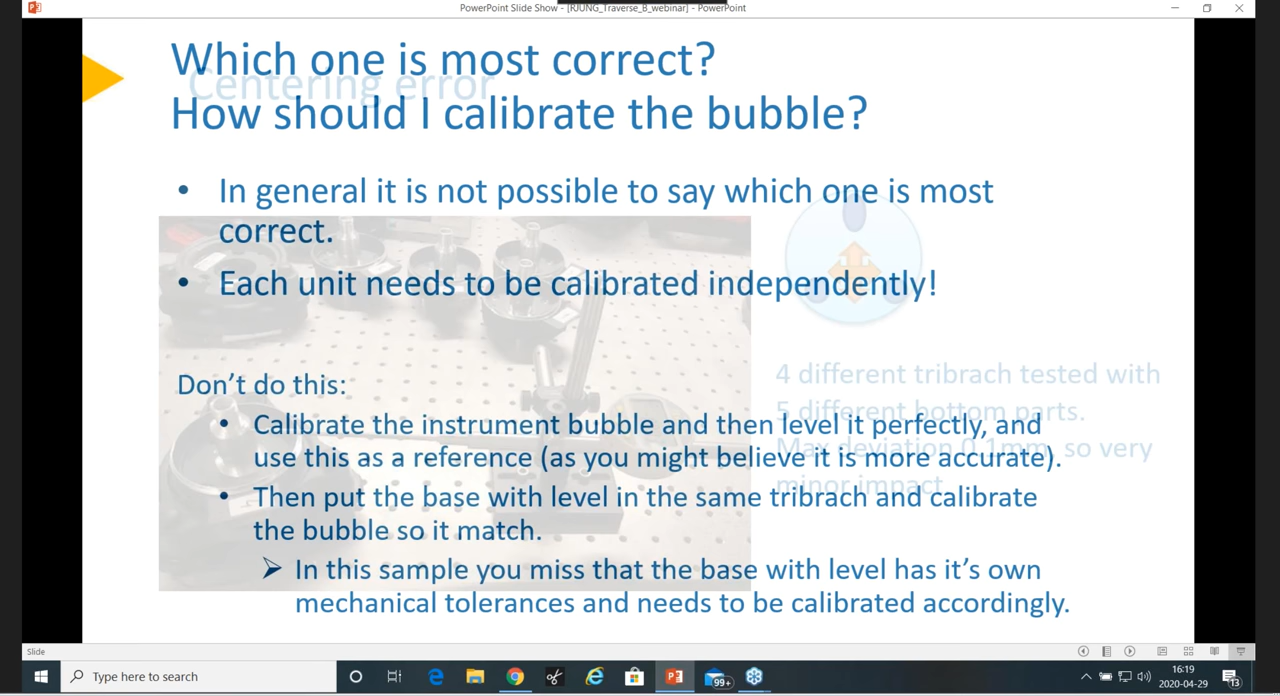 PowerPoint Slide Show - [RJUNG_Traverse_B_webinar] - PowerPoint
Which one is most correct?
Centering error
How should I calibrate the bubble?
• In general it is not possible to say which one is most
correct.
• Each unit needs to be calibrated independently!
4 different tribrach tested with
5 different bottom parts.
Max deviation 0,1mm, so very
minor impact
Don't do this:
• Calibrate the instrument bubble and then level it perfectly, and
use this as a reference (as you might believe it is more accurate).
• Then put the base with level in the same tribrach and calibrate
the bubble so it match.
➢ In this sample you miss that the base with level has it's own
mechanical tolerances and needs to be calibrated accordingly.
Slide
Type here to search
99+
16:19
2020-04-29
13